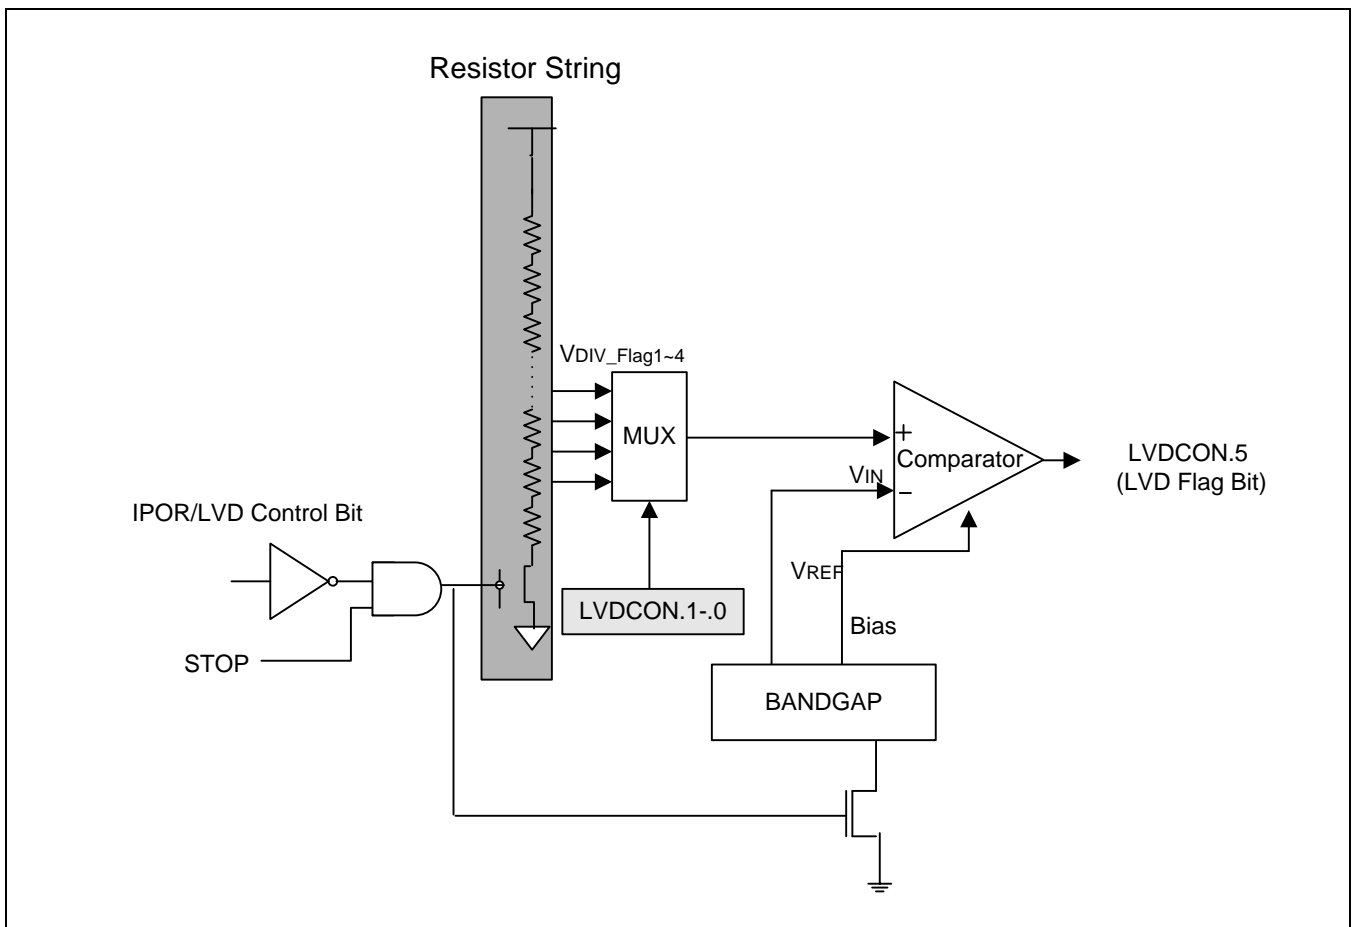 Resistor String
VDIV_Flag1~4
MUX
+
Comparator
LVDCON.5
(LVD Flag Bit)
VIN
−
IPOR/LVD Control Bit
VREF
LVDCON.1-.0
Bias
STOP
BANDGAP